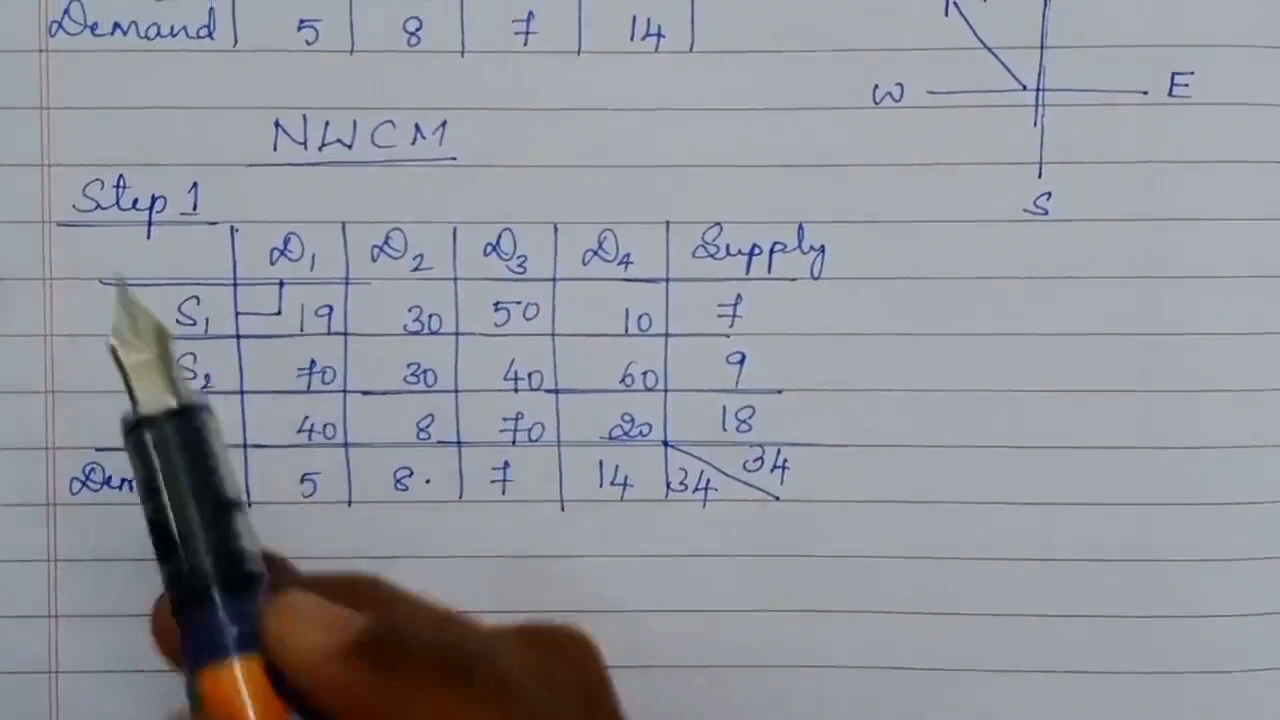 Demand 5 8 7 14
W E
S
NWCM
Step 1
D1 D2 D3 D4 Supply
S1 19 30 50 10 7
S2 70 30 40 60 9
40 8 70 20 18
Dem 5 8. 7 14 34 34